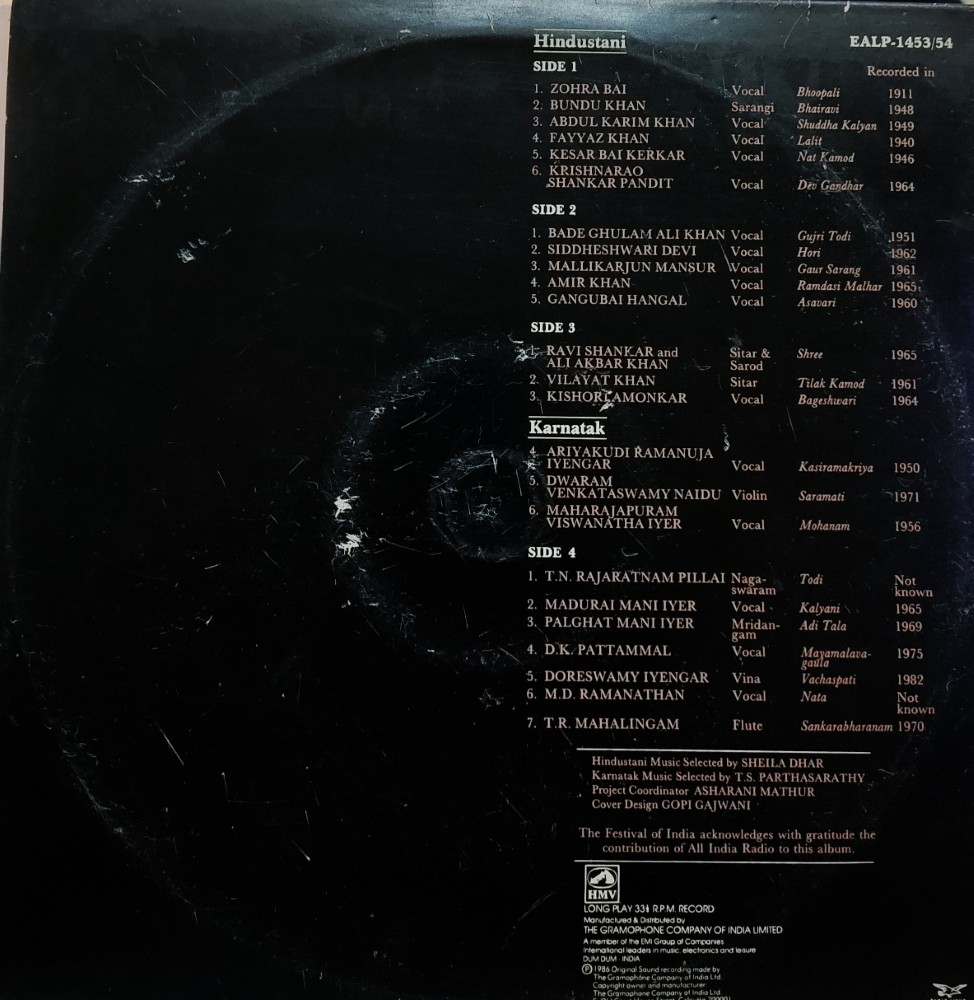 Hindustani
EALP-1453/54
SIDE 1
Recorded in
1. ZOHRA BAI Vocal Bhoopali 1911
2. BUNDU KHAN Sarangi Bhairavi 1948
3. ABDUL KARIM KHAN Vocal Shuddha Kalyan 1949
4. FAYYAZ KHAN Vocal Lalit 1940
5. KESAR BAI KERKAR Vocal Nat Kamod 1946
6. KRISHNARAO
SHANKAR PANDIT Vocal Dev Gandhar 1964
SIDE 2
1. BADE GHULAM ALI KHAN Vocal Gujri Todi 1951
2. SIDDHESHWARI DEVI Vocal Hori 1962
3. MALLIKARJUN MANSUR Vocal Gaur Sarang 1961
4. AMIR KHAN Vocal Ramdasi Malhar 1965
5. GANGUBAI HANGAL Vocal Asavari 1960
SIDE 3
1. RAVI SHANKAR and Sitar & Shree 1965
ALI AKBAR KHAN Sarod
2. VILAYAT KHAN Sitar Tilak Kamod 1961
3. KISHORI AMONKAR Vocal Bageshwari 1964
Karnatak
4. ARIYAKUDI RAMANUJA
IYENGAR Vocal Kasiramakriya 1950
5. DWARAM
VENKATASWAMY NAIDU Violin Saramati 1971
6. MAHARAJAPURAM
VISWANATHA IYER Vocal Mohanam 1956
SIDE 4
1. T.N. RAJARATNAM PILLAI Naga- Todi Not
swaram known
2. MADURAI MANI IYER Vocal Kalyani 1965
3. PALGHAT MANI IYER Mridan- Adi Tala 1969
gam
4. D.K. PATTAMMAL Vocal Mayamalava- 1975
gaula
5. DORESWAMY IYENGAR Vina Vachaspati 1982
6. M.D. RAMANATHAN Vocal Nata Not
known
7. T.R. MAHALINGAM Flute Sankarabharanam 1970
Hindustani Music Selected by SHEILA DHAR
Karnatak Music Selected by T.S. PARTHASARATHY
Project Coordinator ASHARANI MATHUR
Cover Design GOPI GAJWANI
The Festival of India acknowledges with gratitude the
contribution of All India Radio to this album.
HMV
LONG PLAY 33⅓ R.P.M. RECORD
Manufactured & Distributed by
THE GRAMOPHONE COMPANY OF INDIA LIMITED
A member of the EMI Group of Companies
International leaders in music, electronics and leisure
DUM DUM · INDIA
Ⓟ 1986 Original Sound recording made by
The Gramophone Company of India Ltd.
Copyright owner and manufacturer
The Gramophone Company of India Ltd.